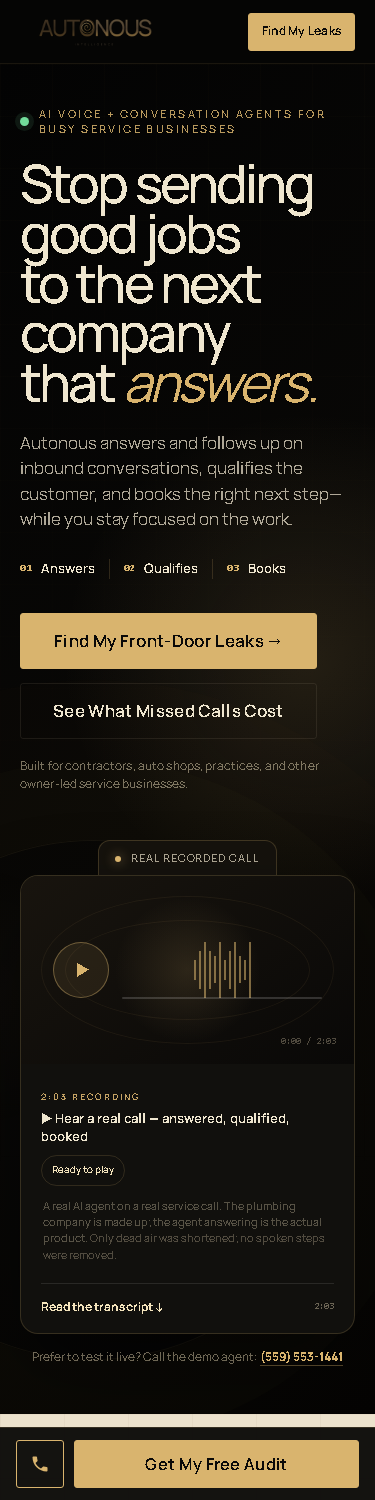 AUTONOUS
Find My Leaks
AI VOICE + CONVERSATION AGENTS FOR
BUSY SERVICE BUSINESSES
Stop sending
good jobs
to the next
company
that answers.
Autonous answers and follows up on
inbound conversations, qualifies the
customer, and books the right next step—
while you stay focused on the work.
01 Answers
02 Qualifies
03 Books
Find My Front-Door Leaks →
See What Missed Calls Cost
Built for contractors, auto shops, practices, and other
owner-led service businesses.
REAL RECORDED CALL
0:00 / 2:03
2:03 RECORDING
▶ Hear a real call — answered, qualified,
booked
Ready to play
A real AI agent on a real service call. The plumbing
company is made up; the agent answering is the actual
product. Only dead air was shortened; no spoken steps
were removed.
Read the transcript ↓
2:03
Prefer to test it live? Call the demo agent: (559) 553-1441
Get My Free Audit